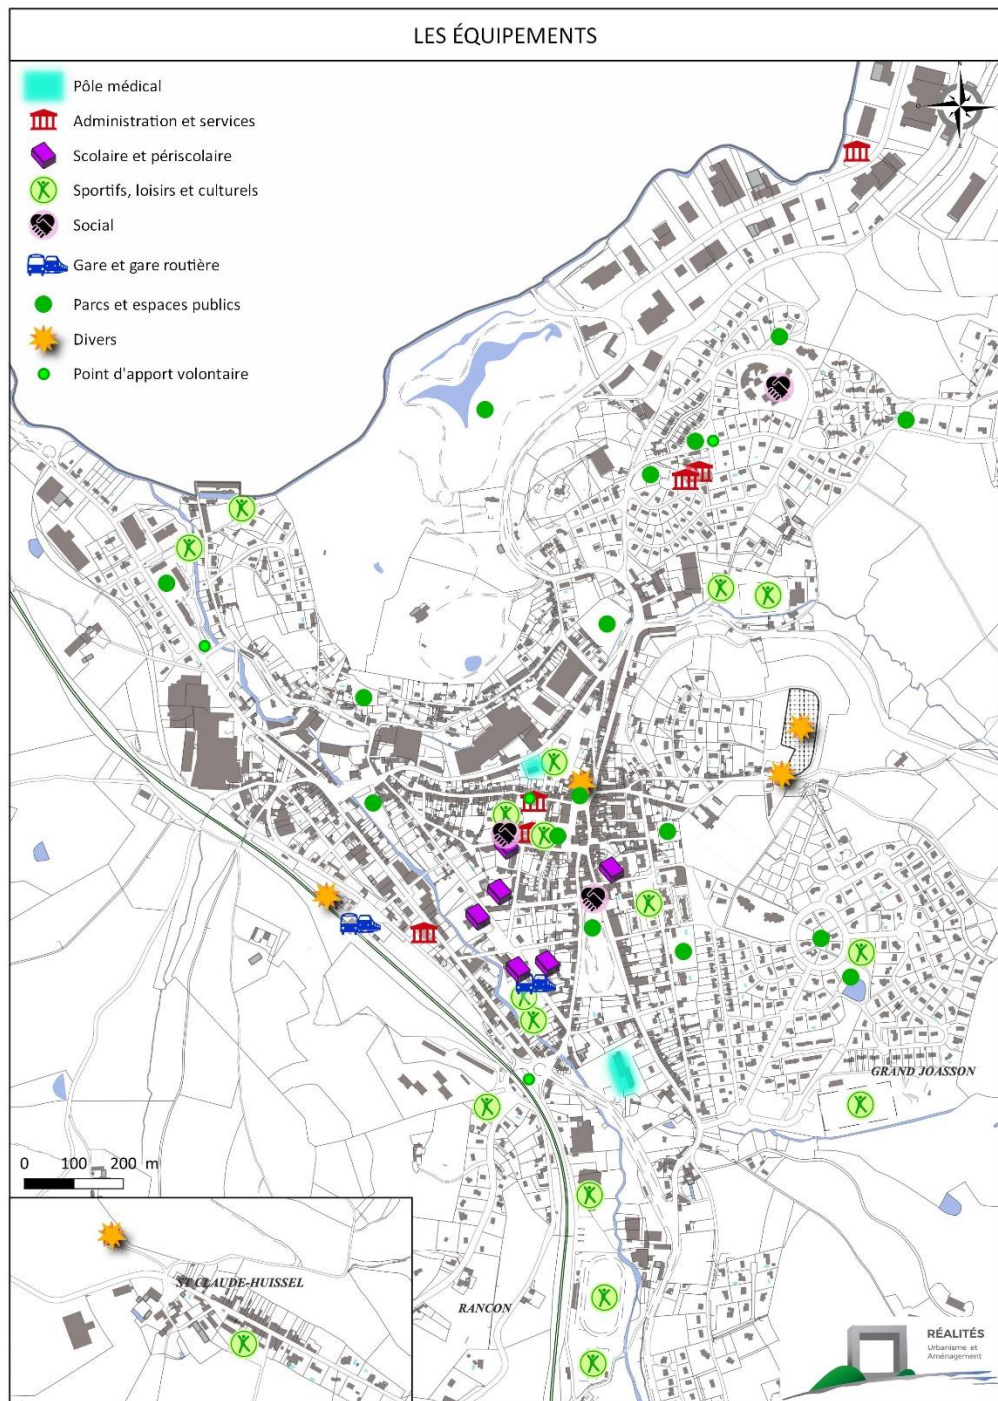 LES ÉQUIPEMENTS
Pôle médical
Administration et services
Scolaire et périscolaire
Sportifs, loisirs et culturels
Social
Gare et gare routière
Parcs et espaces publics
Divers
Point d'apport volontaire
GRAND JOASSON
0 100 200 m
ST CLAUDE-HUISSEL
RANCON
RÉALITÉS
Urbanisme et
Aménagement